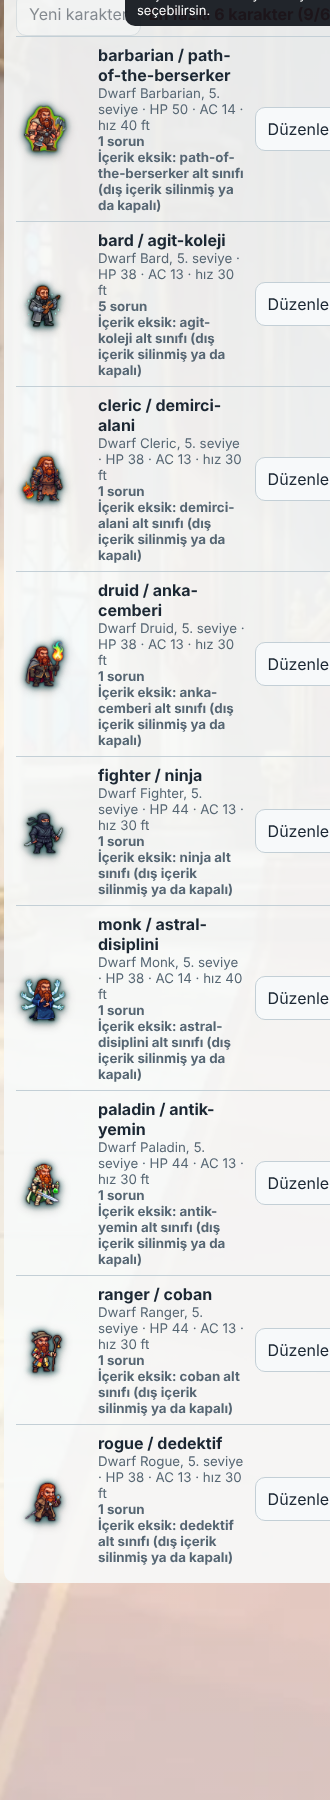 Yeni karakter
6 karakter (9/6
seçebilirsin.
barbarian / path-
of-the-berserker
Dwarf Barbarian, 5.
seviye · HP 50 · AC 14 ·
hız 40 ft
1 sorun
İçerik eksik: path-of-
the-berserker alt sınıfı
(dış içerik silinmiş ya
da kapalı)
Düzenle
bard / agit-koleji
Dwarf Bard, 5. seviye ·
HP 38 · AC 13 · hız 30
ft
5 sorun
İçerik eksik: agit-
koleji alt sınıfı (dış
içerik silinmiş ya da
kapalı)
Düzenle
cleric / demirci-
alani
Dwarf Cleric, 5. seviye
· HP 38 · AC 13 · hız 30
ft
1 sorun
İçerik eksik: demirci-
alani alt sınıfı (dış
içerik silinmiş ya da
kapalı)
Düzenle
druid / anka-
cemberi
Dwarf Druid, 5. seviye ·
HP 38 · AC 13 · hız 30
ft
1 sorun
İçerik eksik: anka-
cemberi alt sınıfı (dış
içerik silinmiş ya da
kapalı)
Düzenle
fighter / ninja
Dwarf Fighter, 5.
seviye · HP 44 · AC 13 ·
hız 30 ft
1 sorun
İçerik eksik: ninja alt
sınıfı (dış içerik
silinmiş ya da kapalı)
Düzenle
monk / astral-
disiplini
Dwarf Monk, 5. seviye
· HP 38 · AC 14 · hız 40
ft
1 sorun
İçerik eksik: astral-
disiplini alt sınıfı (dış
içerik silinmiş ya da
kapalı)
Düzenle
paladin / antik-
yemin
Dwarf Paladin, 5.
seviye · HP 44 · AC 13 ·
hız 30 ft
1 sorun
İçerik eksik: antik-
yemin alt sınıfı (dış
içerik silinmiş ya da
kapalı)
Düzenle
ranger / coban
Dwarf Ranger, 5.
seviye · HP 44 · AC 13 ·
hız 30 ft
1 sorun
İçerik eksik: coban alt
sınıfı (dış içerik
silinmiş ya da kapalı)
Düzenle
rogue / dedektif
Dwarf Rogue, 5. seviye
· HP 38 · AC 13 · hız 30
ft
1 sorun
İçerik eksik: dedektif
alt sınıfı (dış içerik
silinmiş ya da kapalı)
Düzenle